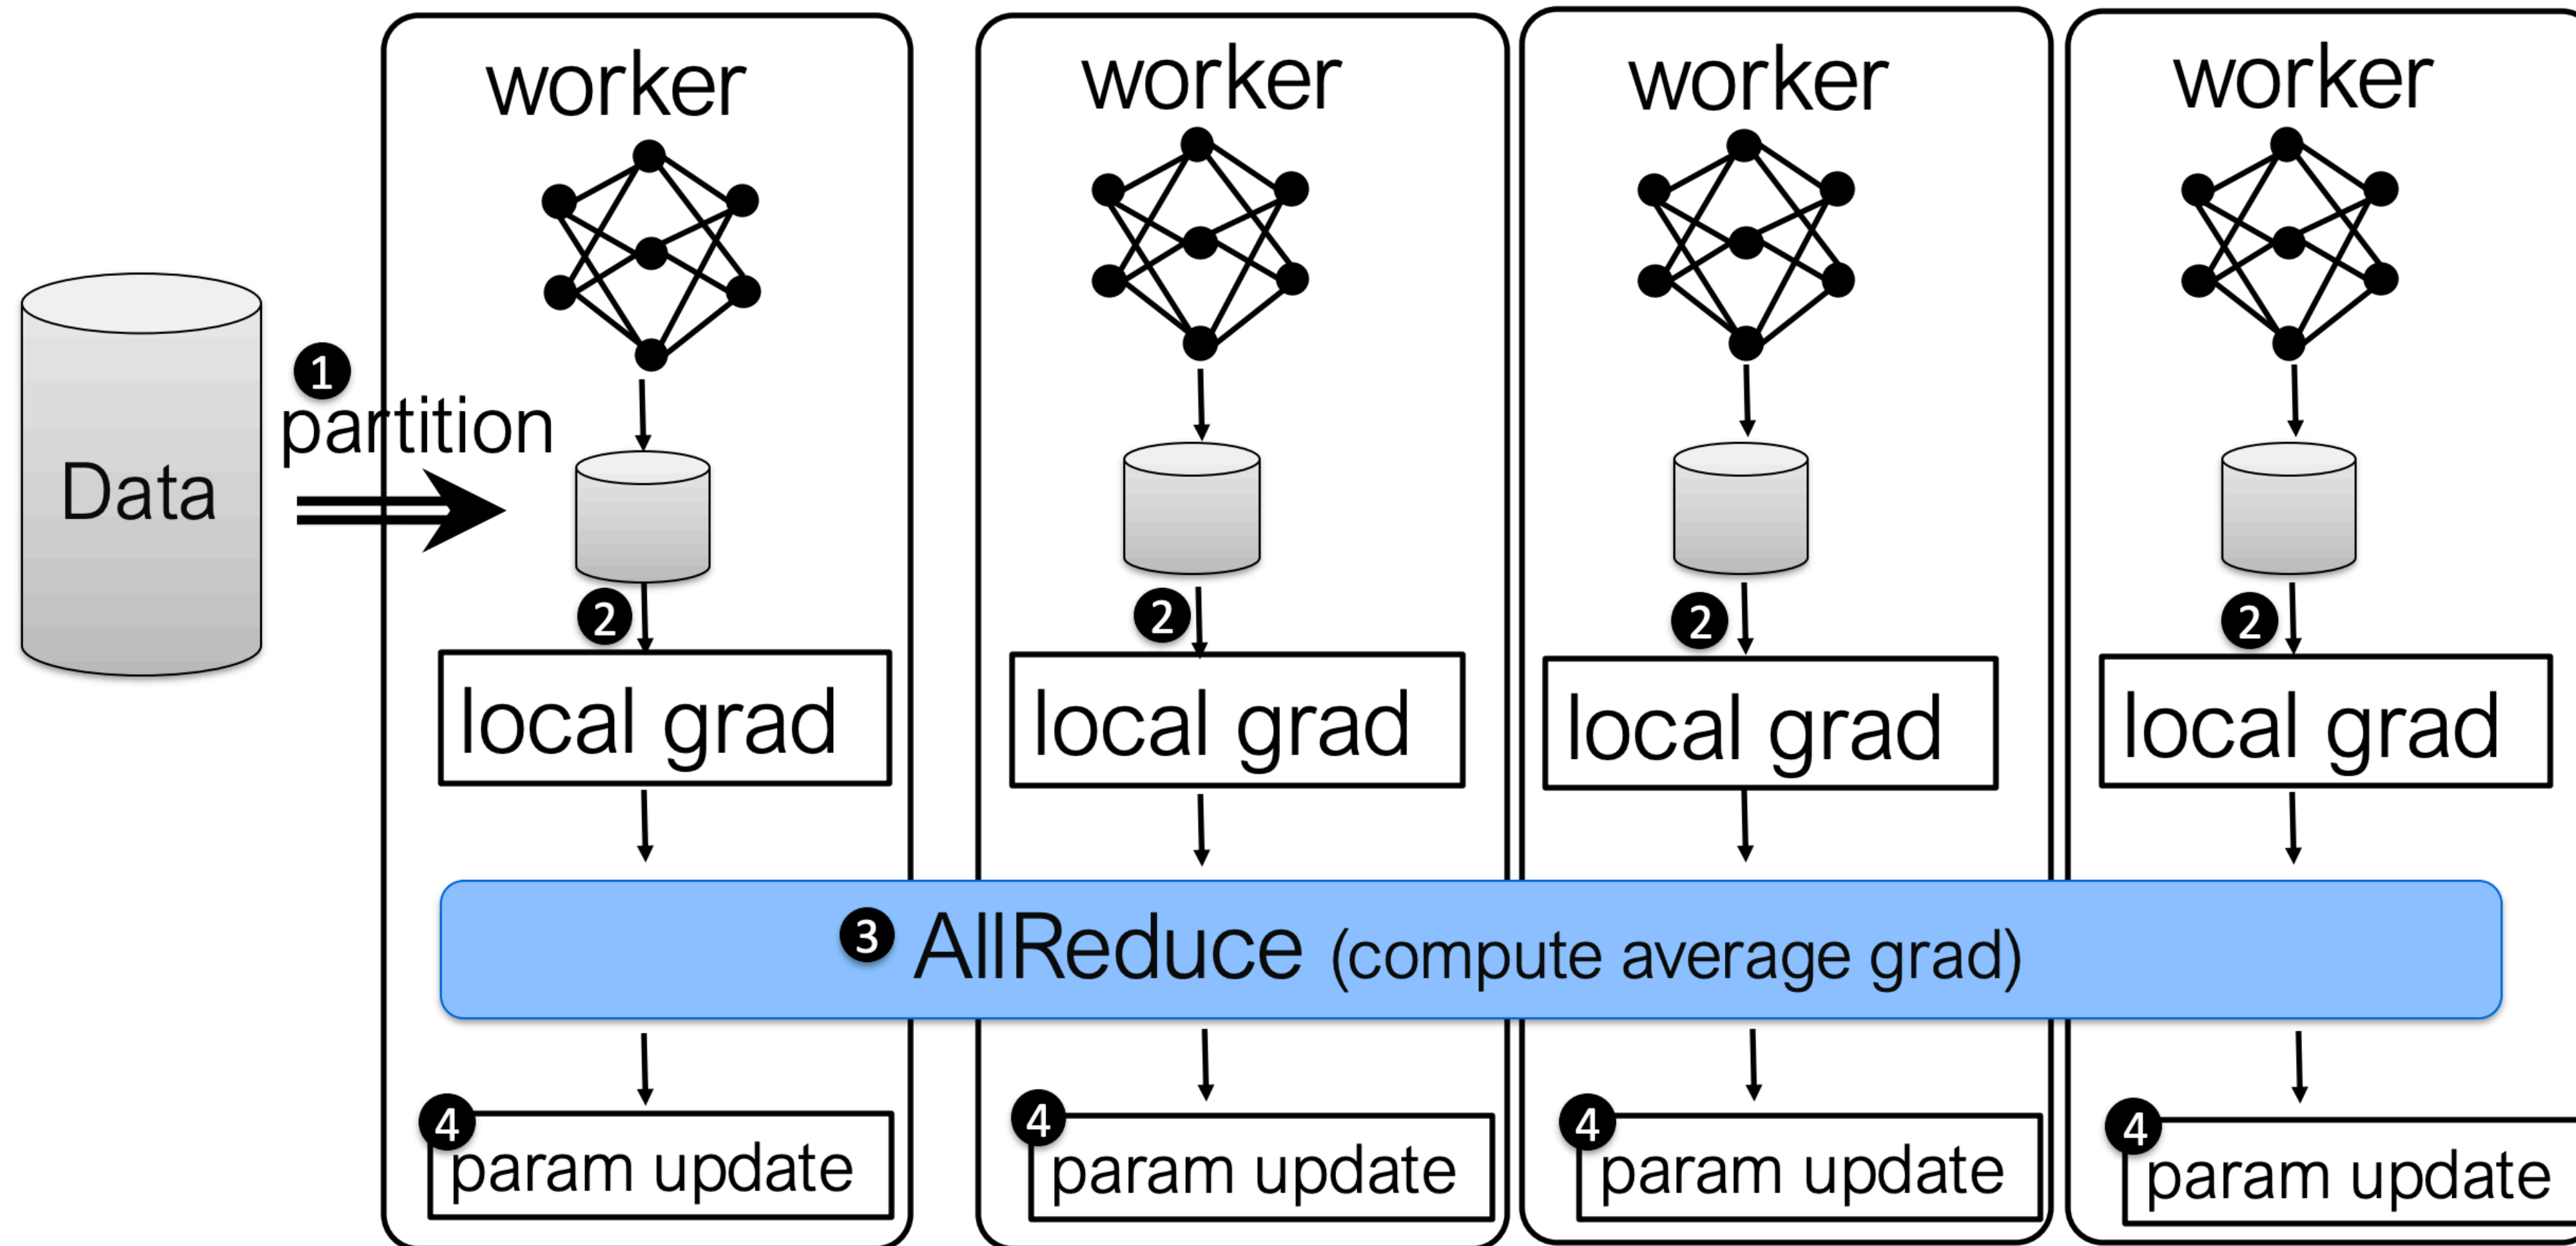 worker
worker
worker
worker
1
partition
Data
2
2
2
2
local grad
local grad
local grad
local grad
3 AllReduce (compute average grad)
4
4
4
4
param update
param update
param update
param update